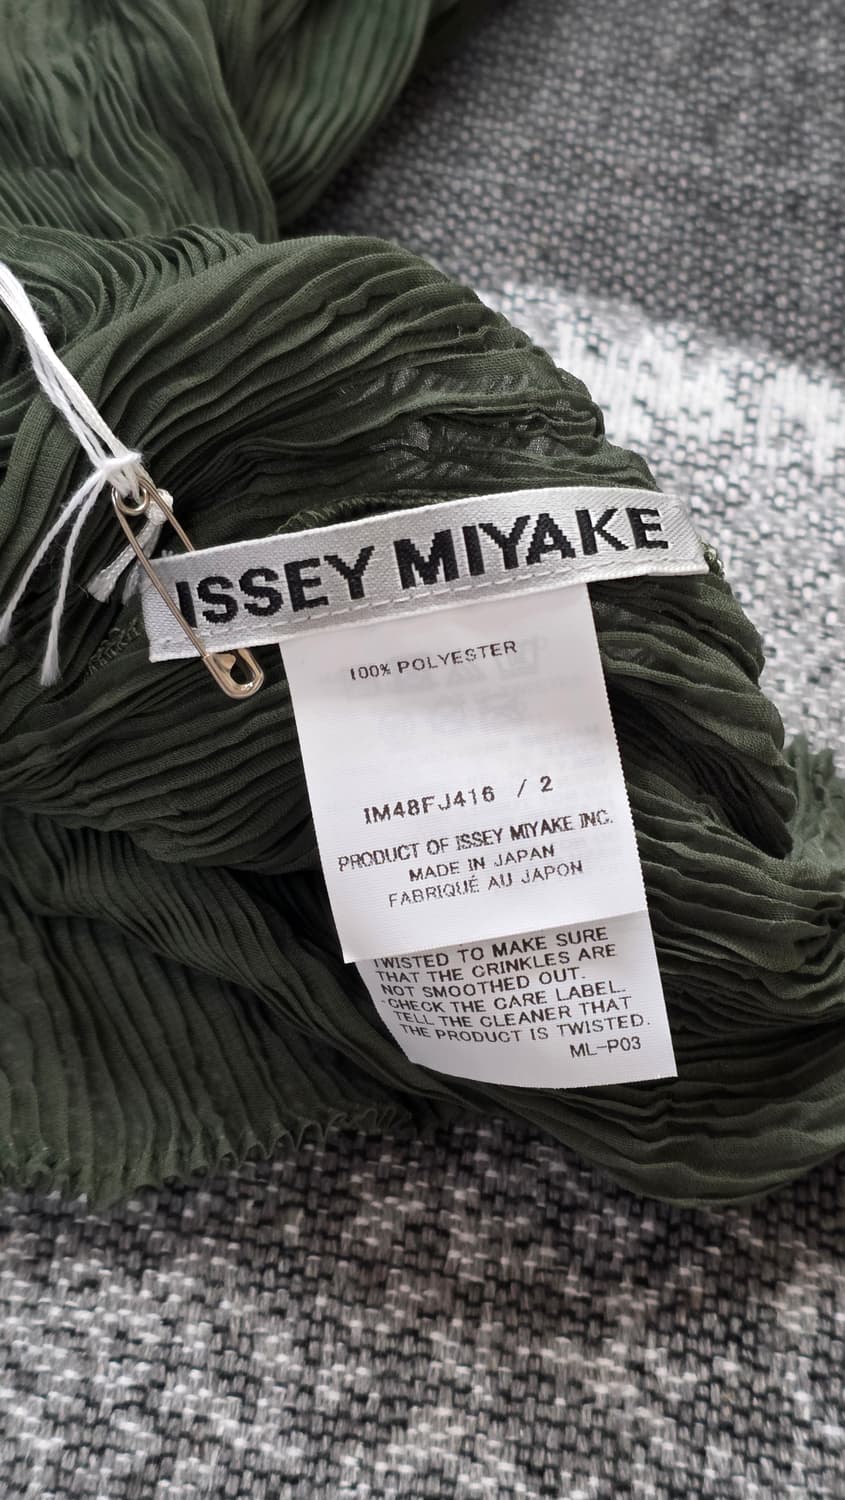 ISSEY MIYAKE
100% POLYESTER
IM48FJ416 / 2
PRODUCT OF ISSEY MIYAKE INC.
MADE IN JAPAN
FABRIQUÉ AU JAPON
TWISTED TO MAKE SURE
THAT THE CRINKLES ARE
NOT SMOOTHED OUT.
·CHECK THE CARE LABEL.
TELL THE CLEANER THAT
THE PRODUCT IS TWISTED.
ML-P03